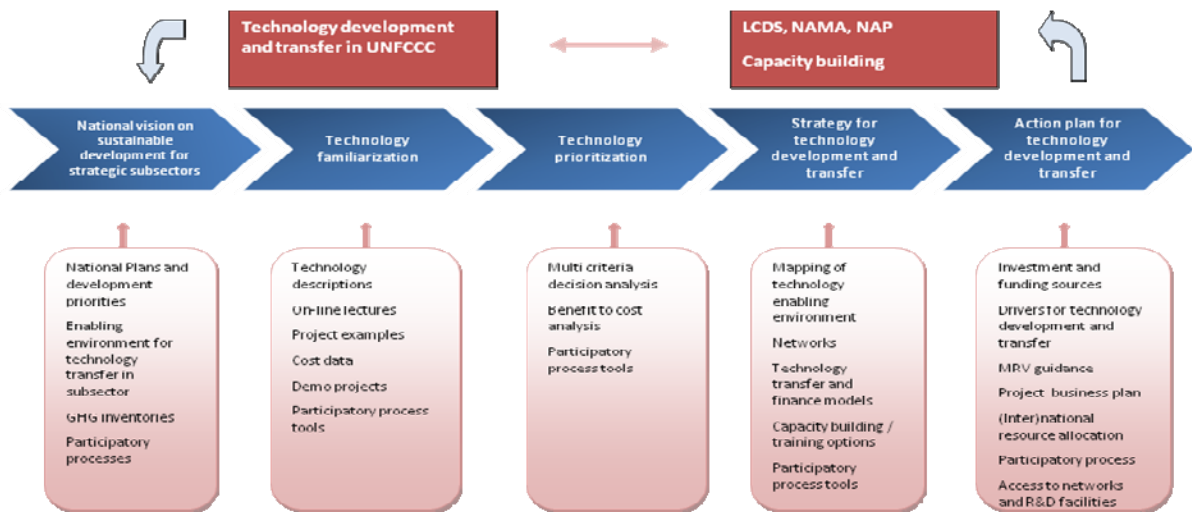 Technology development
and transfer in UNFCCC
LCDS, NAMA, NAP
Capacity building
National vision on
sustainable
development for
strategic subsectors
Technology
familiarization
Technology
prioritization
Strategy for
technology
development and
transfer
Action plan for
technology
development and
transfer
National Plans and
development
priorities
Enabling
environment for
technology
transfer in
subsector
GHG inventories
Participatory
processes
Technology
descriptions
On-line lectures
Project examples
Cost data
Demo projects
Participatory process
tools
Multi criteria
decision analysis
Benefit to cost
analysis
Participatory
process tools
Mapping of
technology
enabling
environment
Networks
Technology
transfer and
finance models
Capacity building /
training options
Participatory
process tools
Investment and
funding sources
Drivers for technology
development and
transfer
MRV guidance
Project business plan
(Inter)national
resource allocation
Participatory process
Access to networks
and R&D facilities